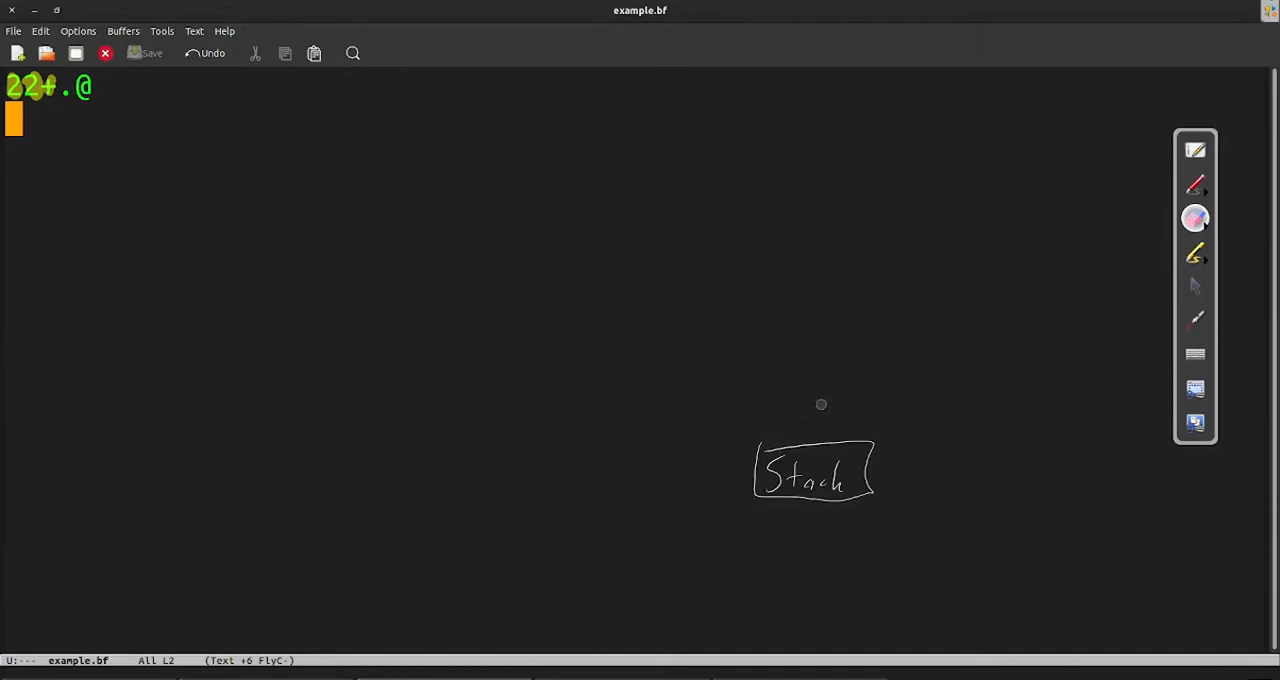 example.bf
File Edit Options Buffers Tools Text Help
Save Undo
22+.@
Stack
U:--- example.bf All L2 (Text +6 FlyC-)